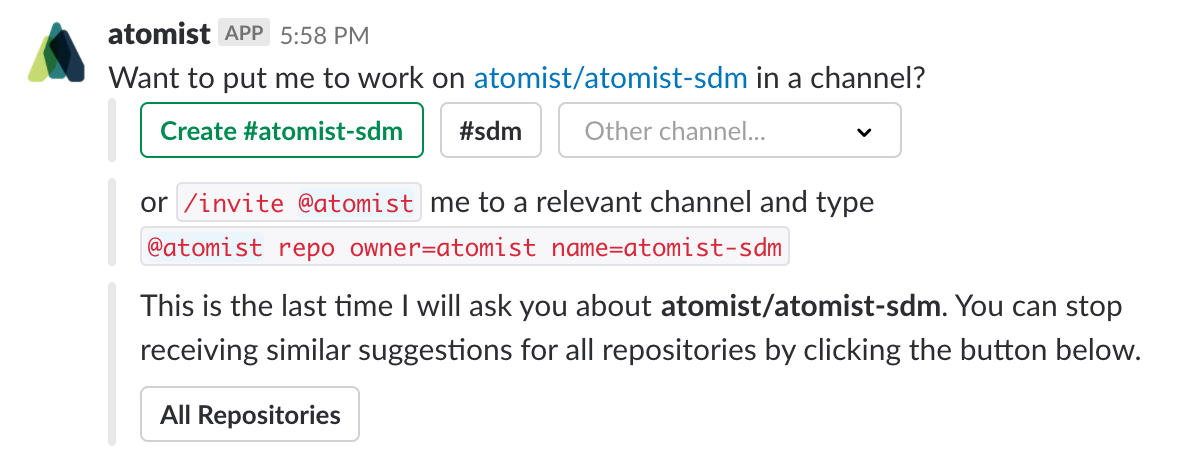 atomist APP 5:58 PM
Want to put me to work on atomist/atomist-sdm in a channel?
Create #atomist-sdm #sdm Other channel...
or /invite @atomist me to a relevant channel and type
@atomist repo owner=atomist name=atomist-sdm
This is the last time I will ask you about atomist/atomist-sdm. You can stop
receiving similar suggestions for all repositories by clicking the button below.
All Repositories